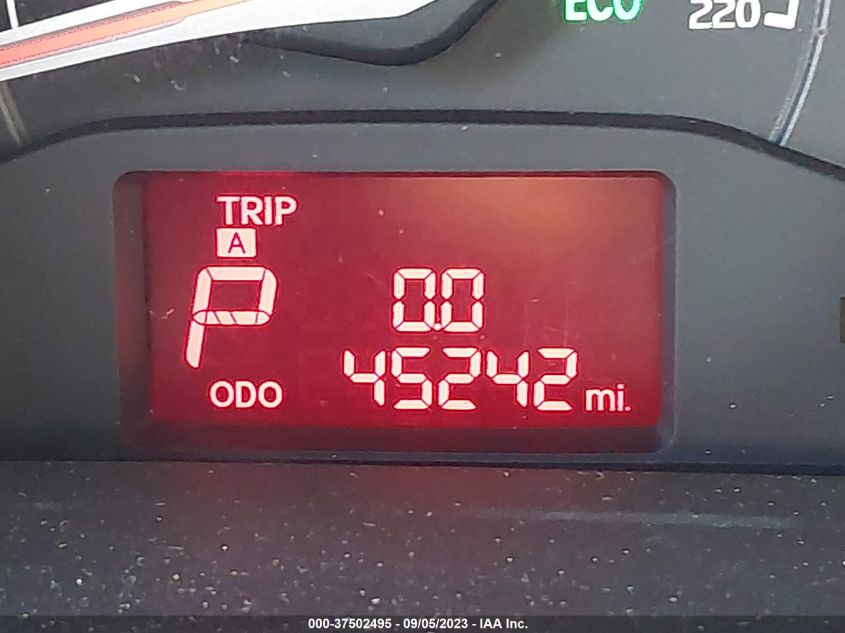 ECO
220
TRIP
A
P 0.0
ODO 45242 mi.
000-37502495 - 09/05/2023 - IAA Inc.